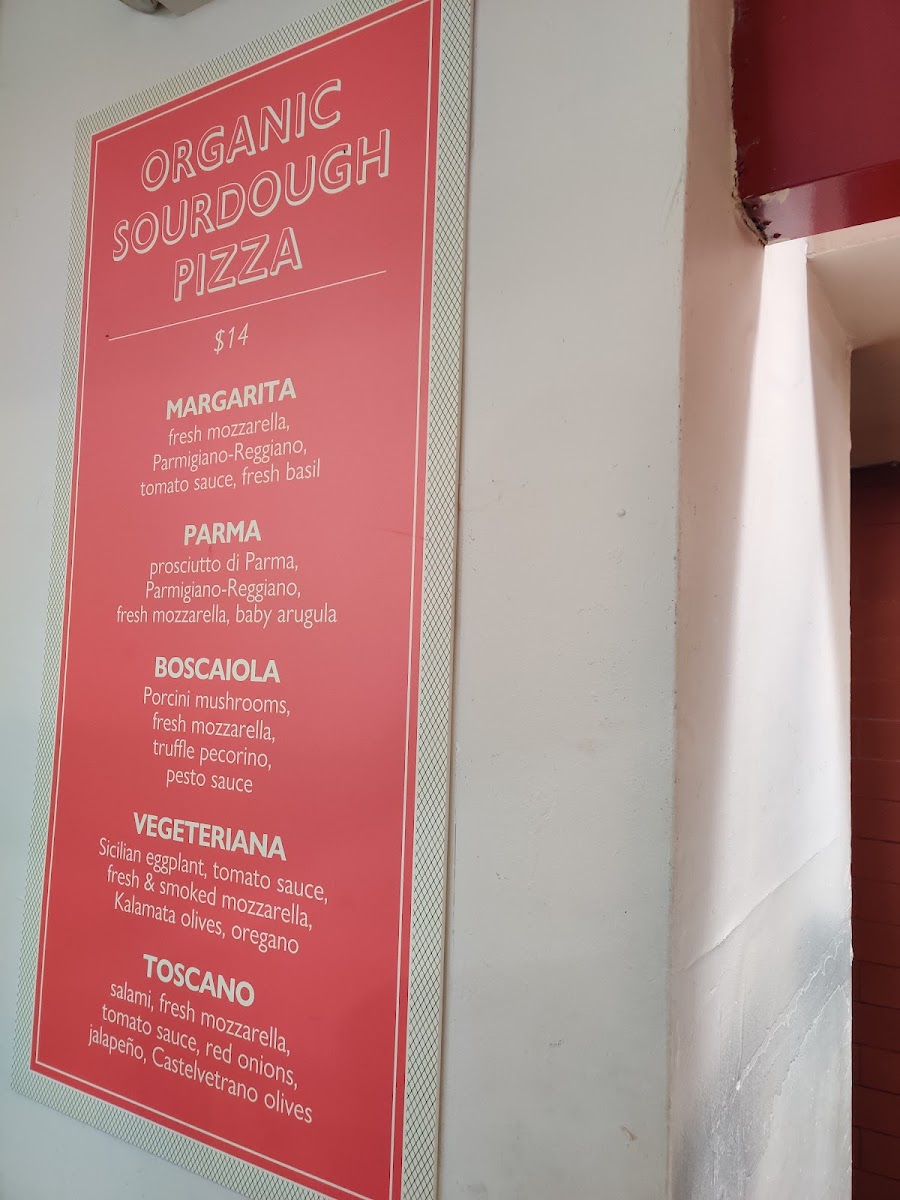 ORGANIC
SOURDOUGH
PIZZA
$14
MARGARITA
fresh mozzarella,
Parmigiano-Reggiano,
tomato sauce, fresh basil
PARMA
prosciutto di Parma,
Parmigiano-Reggiano,
fresh mozzarella, baby arugula
BOSCAIOLA
Porcini mushrooms,
fresh mozzarella,
truffle pecorino,
pesto sauce
VEGETERIANA
Sicilian eggplant, tomato sauce,
fresh & smoked mozzarella,
Kalamata olives, oregano
TOSCANO
salami, fresh mozzarella,
tomato sauce, red onions,
jalapeño, Castelvetrano olives